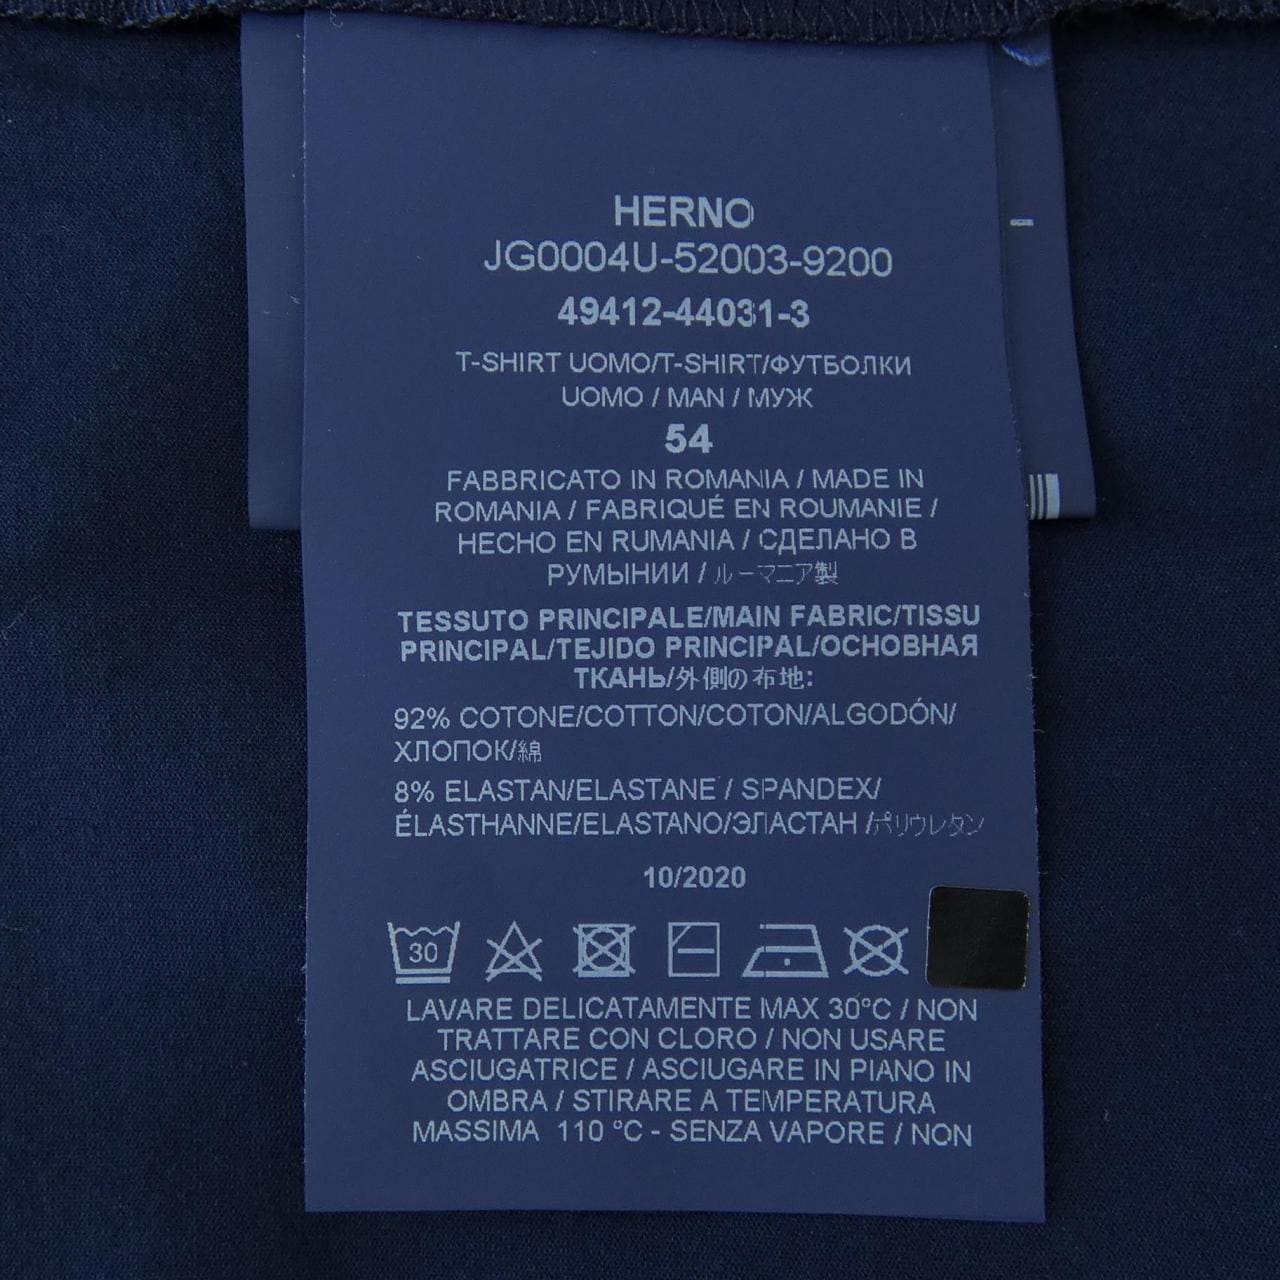 HERNO
JG0004U-52003-9200
49412-44031-3
T-SHIRT UOMO/T-SHIRT/ФУТБОЛКИ
UOMO / MAN / МУЖ
54
FABBRICATO IN ROMANIA / MADE IN
ROMANIA / FABRIQUÉ EN ROUMANIE /
HECHO EN RUMANIA / СДЕЛАНО В
РУМЫНИИ / ルーマニア製
TESSUTO PRINCIPALE/MAIN FABRIC/TISSU
PRINCIPAL/TEJIDO PRINCIPAL/ОСНОВНАЯ
ТКАНЬ/外側の布地:
92% COTONE/COTTON/COTON/ALGODÓN/
ХЛОПОК/綿
8% ELASTAN/ELASTANE / SPANDEX/
ÉLASTHANNE/ELASTANO/ЭЛАСТАН /ポリウレタン
10/2020
30
LAVARE DELICATAMENTE MAX 30°C / NON
TRATTARE CON CLORO / NON USARE
ASCIUGATRICE / ASCIUGARE IN PIANO IN
OMBRA / STIRARE A TEMPERATURA
MASSIMA 110 °C - SENZA VAPORE / NON